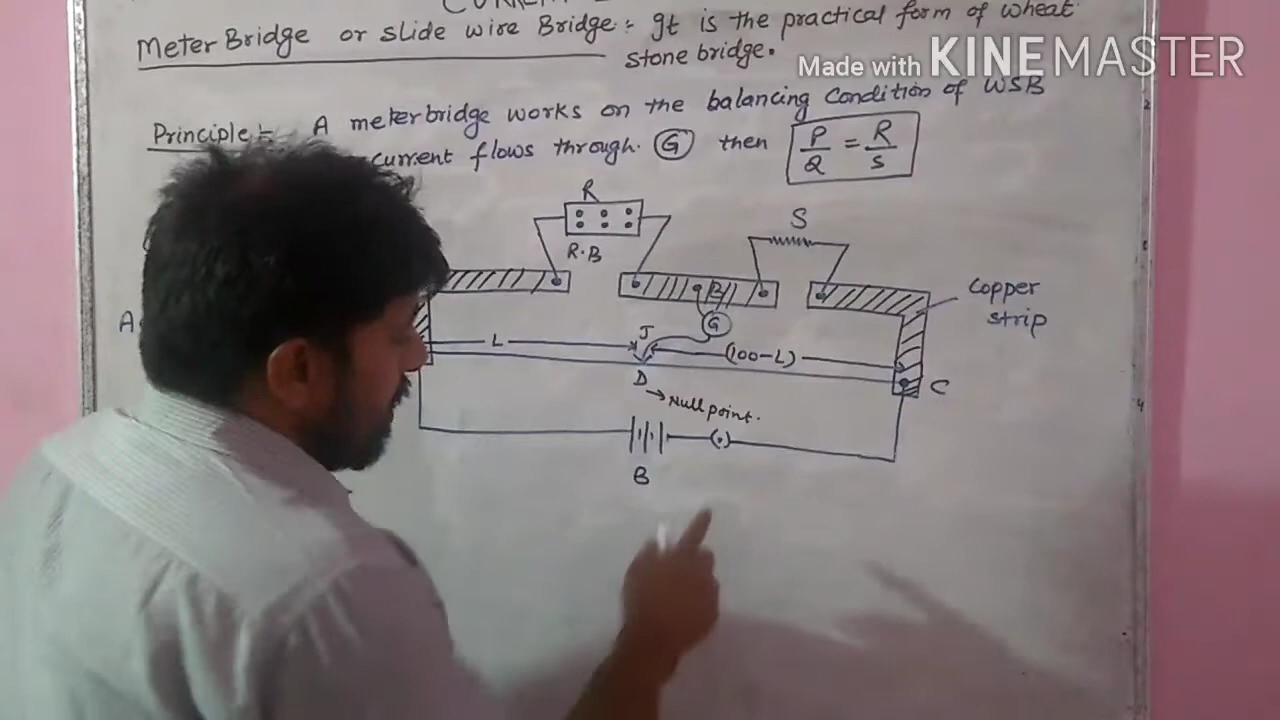 Meter Bridge or slide wire Bridge :- It is the practical form of wheat
stone bridge.
Made with KINEMASTER
Principle :- A meterbridge works on the balancing condition of WSB
current flows through. G then P/Q = R/S
R
R.B
S
B
G
copper
strip
A
L
J
(100-L)
D
C
→ Null point.
B